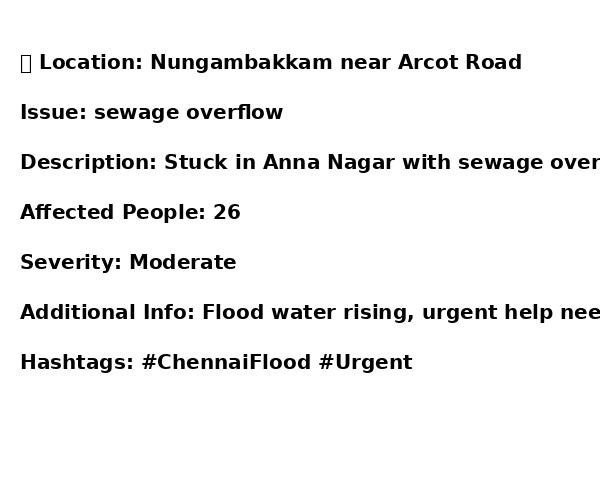 Location: Nungambakkam near Arcot Road
Issue: sewage overflow
Description: Stuck in Anna Nagar with sewage over
Affected People: 26
Severity: Moderate
Additional Info: Flood water rising, urgent help nee
Hashtags: #ChennaiFlood #Urgent